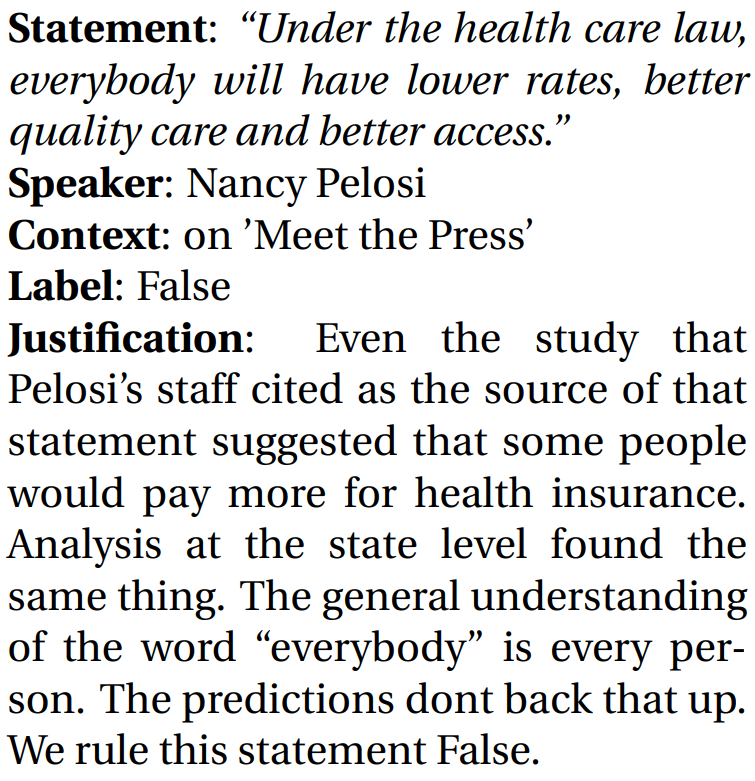 Statement: “Under the health care law,
everybody will have lower rates, better
quality care and better access.”
Speaker: Nancy Pelosi
Context: on ’Meet the Press’
Label: False
Justification: Even the study that
Pelosi’s staff cited as the source of that
statement suggested that some people
would pay more for health insurance.
Analysis at the state level found the
same thing. The general understanding
of the word “everybody” is every per-
son. The predictions dont back that up.
We rule this statement False.